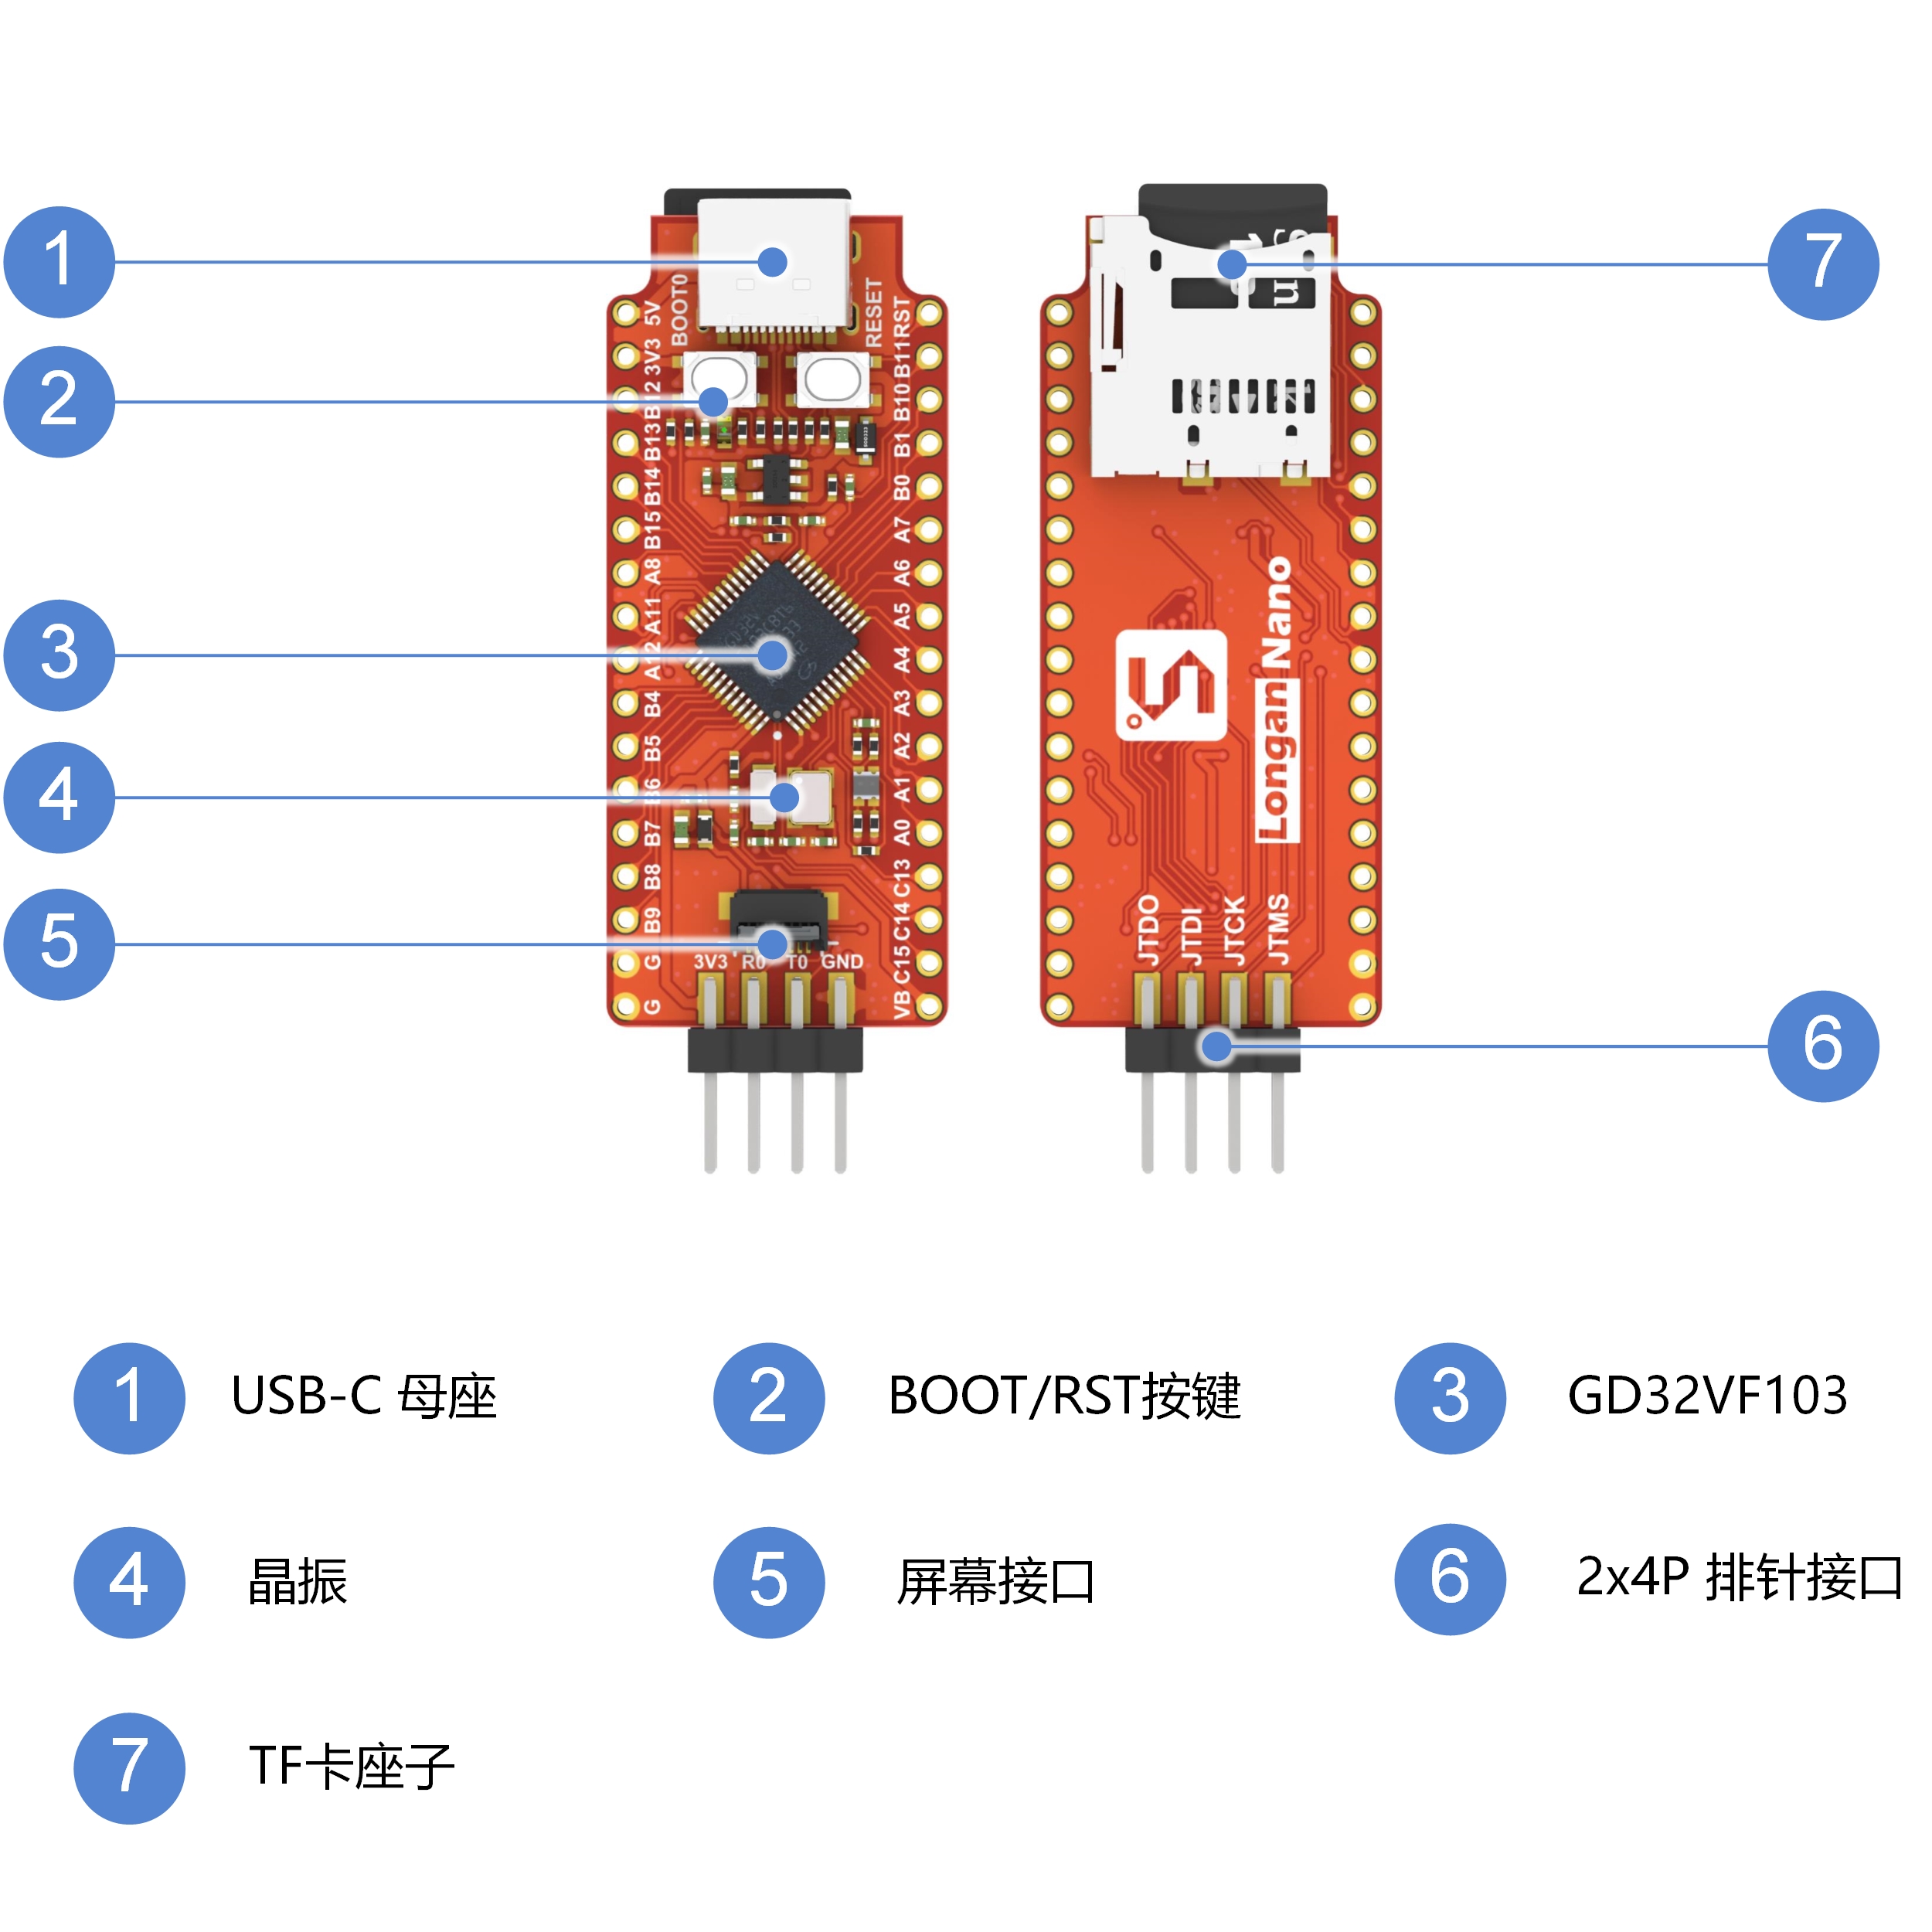 1
2
3
4
5
7
6
BOOT0
RESET
5V
3V3
B12
B13
B14
B15
A8
A11
A12
B4
B5
B6
B7
B8
B9
G
G
RST
B11
B10
B1
B0
A7
A6
A5
A4
A3
A2
A1
A0
C13
C14
C15
VB
3V3 R0 T0 GND
Longan Nano
JTDO
JTDI
JTCK
JTMS
1 USB-C 母座
2 BOOT/RST按键
3 GD32VF103
4 晶振
5 屏幕接口
6 2x4P 排针接口
7 TF卡座子